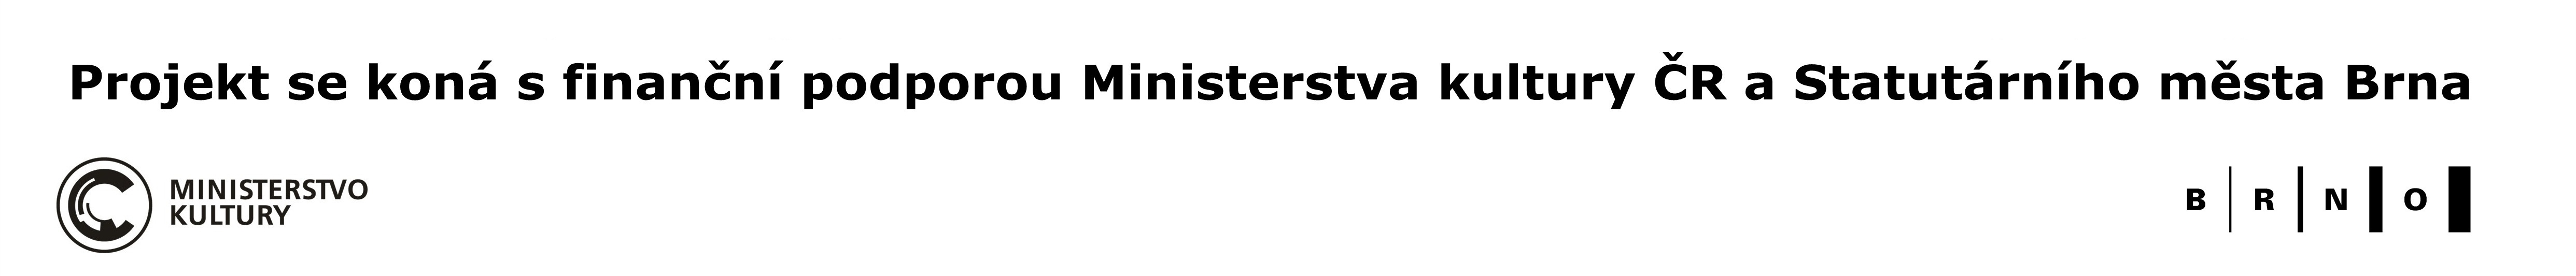 Projekt se koná s finanční podporou Ministerstva kultury ČR a Statutárního města Brna
MINISTERSTVO
KULTURY
B R N O